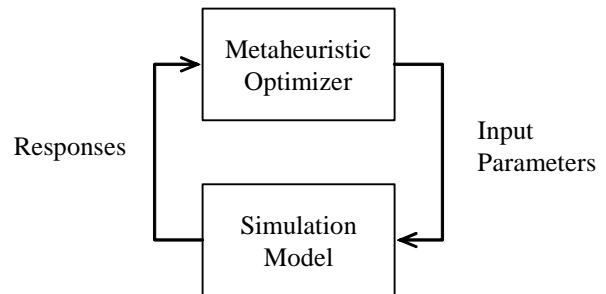 Metaheuristic
Optimizer
Responses
Input
Parameters
Simulation
Model